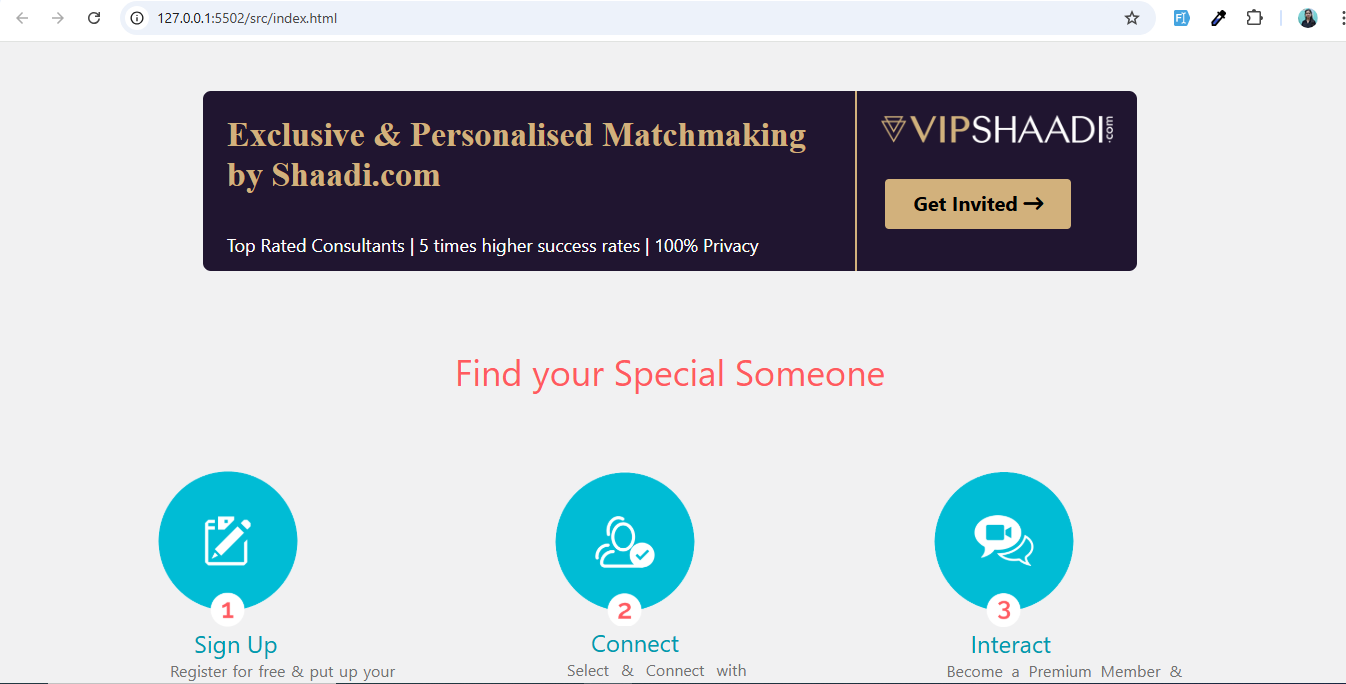 127.0.0.1:5502/src/index.html
Exclusive & Personalised Matchmaking
by Shaadi.com
VIPSHAADI.com
Get Invited →
Top Rated Consultants | 5 times higher success rates | 100% Privacy
Find your Special Someone
1
2
3
Sign Up
Connect
Interact
Register for free & put up your
Select & Connect with
Become a Premium Member &